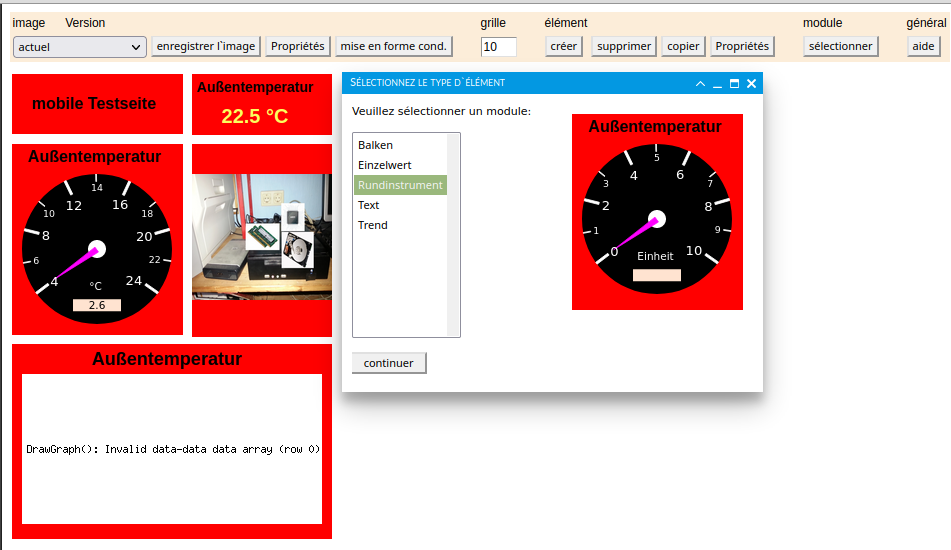 image Version grille élément module général
actuel enregistrer l`image Propriétés mise en forme cond. 10 créer supprimer copier Propriétés sélectionner aide
mobile Testseite
Außentemperatur
22.5 °C
Außentemperatur
4 6 8 10 12 14 16 18 20 22 24
°C
2.6
Außentemperatur
DrawGraph(): Invalid data-data data array (row 0)
SÉLECTIONNEZ LE TYPE D`ÉLÉMENT
Veuillez sélectionner un module:
Balken
Einzelwert
Rundinstrument
Text
Trend
continuer
Außentemperatur
0 1 2 3 4 5 6 7 8 9 10
Einheit